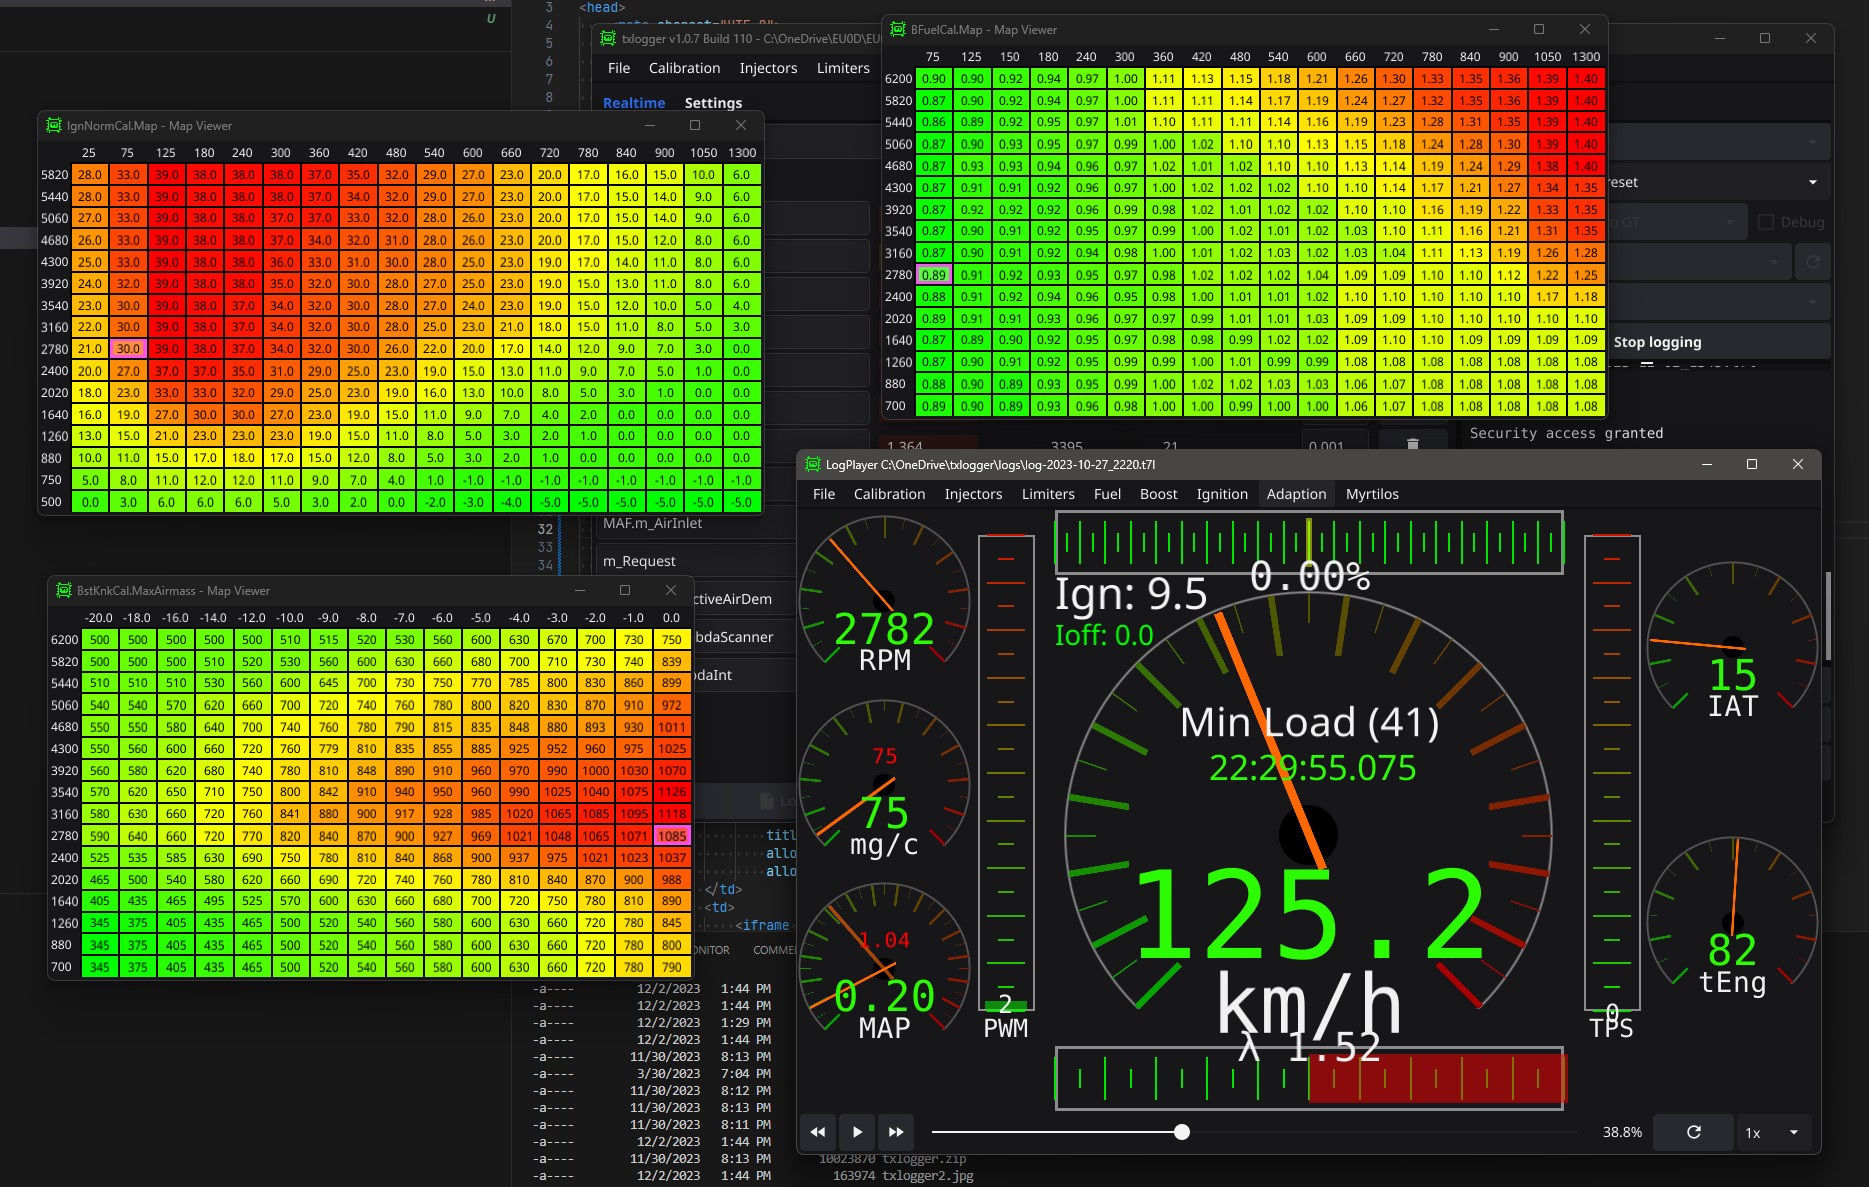 U
3 <head>
4
5
6
7
8
txlogger v1.0.7 Build 110 - C:\OneDrive\EU0D\EU
File Calibration Injectors Limiters
Realtime Settings
BFuelCal.Map - Map Viewer
75 125 150 180 240 300 360 420 480 540 600 660 720 780 840 900 1050 1300
6200 0.90 0.90 0.92 0.94 0.97 1.00 1.11 1.13 1.15 1.18 1.21 1.26 1.30 1.33 1.35 1.36 1.39 1.40
5820 0.87 0.90 0.92 0.94 0.97 1.00 1.11 1.11 1.14 1.17 1.19 1.24 1.27 1.32 1.35 1.36 1.39 1.40
5440 0.86 0.89 0.92 0.95 0.97 1.01 1.10 1.11 1.11 1.14 1.16 1.19 1.23 1.28 1.31 1.35 1.39 1.40
5060 0.87 0.90 0.93 0.95 0.97 0.99 1.00 1.02 1.10 1.10 1.13 1.15 1.18 1.24 1.28 1.30 1.39 1.40
4680 0.87 0.93 0.93 0.94 0.96 0.97 1.02 1.01 1.02 1.10 1.10 1.13 1.14 1.19 1.24 1.29 1.38 1.40
4300 0.87 0.91 0.91 0.92 0.96 0.97 1.00 1.02 1.02 1.02 1.10 1.10 1.14 1.17 1.21 1.27 1.34 1.35
3920 0.87 0.92 0.92 0.92 0.96 0.99 0.98 1.02 1.01 1.02 1.02 1.10 1.10 1.16 1.19 1.22 1.33 1.35
3540 0.87 0.90 0.91 0.92 0.95 0.97 0.99 1.00 1.02 1.01 1.02 1.03 1.10 1.11 1.16 1.21 1.31 1.35
3160 0.87 0.90 0.91 0.92 0.94 0.98 1.00 1.01 1.01 1.02 1.03 1.03 1.04 1.11 1.13 1.19 1.26 1.28
2780 0.89 0.91 0.92 0.93 0.95 0.97 0.98 1.02 1.02 1.02 1.04 1.09 1.09 1.10 1.10 1.12 1.22 1.25
2400 0.88 0.91 0.92 0.94 0.96 0.95 0.98 1.00 1.01 1.01 1.02 1.10 1.10 1.10 1.10 1.10 1.17 1.18
2020 0.89 0.91 0.91 0.93 0.96 0.97 0.97 0.99 1.01 1.01 1.02 1.10 1.09 1.09 1.10 1.10 1.10 1.10
1640 0.87 0.89 0.90 0.92 0.96 0.97 0.98 0.98 0.99 1.02 1.02 1.09 1.10 1.10 1.09 1.09 1.09 1.09
1260 0.87 0.90 0.91 0.92 0.95 0.99 0.99 1.00 1.01 0.99 0.99 1.08 1.08 1.08 1.08 1.08 1.08 1.08
880 0.88 0.90 0.89 0.93 0.95 0.99 1.00 1.02 1.02 1.03 1.03 1.06 1.07 1.08 1.08 1.08 1.08 1.08
700 0.89 0.90 0.89 0.93 0.96 0.98 1.00 1.00 0.99 1.00 1.00 1.06 1.07 1.08 1.08 1.08 1.08 1.08
IgnNormCal.Map - Map Viewer
25 75 125 180 240 300 360 420 480 540 600 660 720 780 840 900 1050 1300
5820 28.0 33.0 39.0 38.0 38.0 38.0 37.0 35.0 32.0 29.0 27.0 23.0 20.0 17.0 16.0 15.0 10.0 6.0
5440 28.0 33.0 39.0 38.0 38.0 38.0 37.0 34.0 32.0 29.0 27.0 23.0 20.0 17.0 15.0 14.0 9.0 6.0
5060 27.0 33.0 39.0 38.0 38.0 37.0 37.0 33.0 32.0 28.0 26.0 23.0 20.0 17.0 15.0 14.0 9.0 6.0
4680 26.0 33.0 39.0 38.0 38.0 37.0 34.0 32.0 31.0 28.0 26.0 23.0 20.0 17.0 15.0 12.0 8.0 6.0
4300 25.0 33.0 39.0 38.0 38.0 36.0 33.0 31.0 30.0 28.0 25.0 23.0 19.0 17.0 14.0 11.0 8.0 6.0
3920 24.0 32.0 39.0 38.0 38.0 35.0 32.0 30.0 28.0 27.0 25.0 23.0 19.0 15.0 13.0 11.0 8.0 6.0
3540 23.0 30.0 39.0 38.0 37.0 34.0 32.0 30.0 28.0 27.0 24.0 23.0 19.0 15.0 12.0 10.0 5.0 4.0
3160 22.0 30.0 39.0 38.0 37.0 34.0 32.0 30.0 28.0 25.0 23.0 21.0 18.0 15.0 11.0 8.0 5.0 3.0
2780 21.0 30.0 39.0 38.0 37.0 34.0 32.0 30.0 26.0 22.0 20.0 17.0 14.0 12.0 9.0 7.0 3.0 0.0
2400 20.0 27.0 37.0 37.0 35.0 31.0 29.0 25.0 23.0 19.0 15.0 13.0 11.0 9.0 7.0 5.0 1.0 0.0
2020 18.0 23.0 33.0 33.0 32.0 29.0 25.0 23.0 19.0 16.0 13.0 10.0 8.0 5.0 3.0 1.0 0.0 0.0
1640 16.0 19.0 27.0 30.0 30.0 27.0 23.0 19.0 15.0 11.0 9.0 7.0 4.0 2.0 0.0 0.0 0.0 0.0
1260 13.0 15.0 21.0 23.0 23.0 23.0 19.0 15.0 11.0 8.0 5.0 3.0 2.0 1.0 0.0 0.0 0.0 0.0
880 10.0 11.0 15.0 17.0 18.0 17.0 15.0 12.0 8.0 5.0 3.0 2.0 1.0 0.0 0.0 0.0 0.0 0.0
750 5.0 8.0 11.0 12.0 12.0 11.0 9.0 7.0 4.0 1.0 -1.0 -1.0 -1.0 -1.0 -1.0 -1.0 -1.0 -1.0
500 0.0 3.0 6.0 6.0 6.0 5.0 3.0 2.0 0.0 -2.0 -3.0 -4.0 -5.0 -5.0 -5.0 -5.0 -5.0 -5.0
reset
GT Debug
Stop logging
Security access granted
1.364 3395 21 0.001
32
33
34
MAF.m_AirInlet
m_Request
ctiveAirDem
bdaScanner
bdaInt
BstKnkCal.MaxAirmass - Map Viewer
-20.0 -18.0 -16.0 -14.0 -12.0 -10.0 -9.0 -8.0 -7.0 -6.0 -5.0 -4.0 -3.0 -2.0 -1.0 0.0
6200 500 500 500 500 500 510 515 520 530 560 600 630 670 700 730 750
5820 500 500 500 510 520 530 560 600 630 660 680 700 710 730 740 839
5440 510 510 510 530 560 600 645 700 730 750 770 785 800 830 860 899
5060 540 540 570 620 660 700 720 740 760 780 800 820 830 870 910 972
4680 550 550 580 640 700 740 760 780 790 815 835 848 880 893 930 1011
4300 550 560 600 660 720 760 779 810 835 855 885 925 952 960 975 1025
3920 560 580 620 680 740 780 810 848 890 910 960 970 990 1000 1030 1070
3540 570 620 650 710 750 800 842 910 940 950 960 990 1025 1040 1075 1126
3160 580 630 660 720 760 841 880 900 917 928 985 1020 1065 1085 1095 1118
2780 590 640 660 720 770 820 840 870 900 927 969 1021 1048 1065 1071 1085
2400 525 535 585 630 690 750 780 810 840 868 900 937 975 1021 1023 1037
2020 465 500 540 580 620 660 690 720 740 760 780 810 840 870 900 988
1640 405 435 465 495 525 570 600 630 660 680 700 720 750 780 810 890
1260 345 375 405 435 465 500 520 540 560 580 600 630 660 720 780 845
880 345 375 405 435 465 500 520 540 560 580 600 630 660 720 780 800
700 345 375 405 435 465 500 520 540 560 580 600 630 660 720 780 790
titl
allo
allo
</td>
<td>
<iframe
ONITOR COMME
-a---- 12/2/2023 1:44 PM
-a---- 12/2/2023 1:44 PM
-a---- 12/2/2023 1:29 PM
-a---- 12/2/2023 1:44 PM
-a---- 11/30/2023 8:13 PM
-a---- 3/30/2023 7:04 PM
-a---- 11/30/2023 8:12 PM
-a---- 11/30/2023 8:13 PM
-a---- 11/30/2023 8:11 PM
-a---- 12/2/2023 1:44 PM
-a---- 11/30/2023 8:13 PM 10023870 txlogger.zip
-a---- 12/2/2023 1:44 PM 163974 txlogger2.jpg
LogPlayer C:\OneDrive\txlogger\logs\log-2023-10-27_2220.t7l
File Calibration Injectors Limiters Fuel Boost Ignition Adaption Myrtilos
2782
RPM
75
75
mg/c
1.04
0.20
MAP
2
PWM
0.00%
Ign: 9.5
Ioff: 0.0
Min Load (41)
22:29:55.075
125.2
km/h
λ 1.52
0
TPS
15
IAT
82
tEng
38.8%
1x